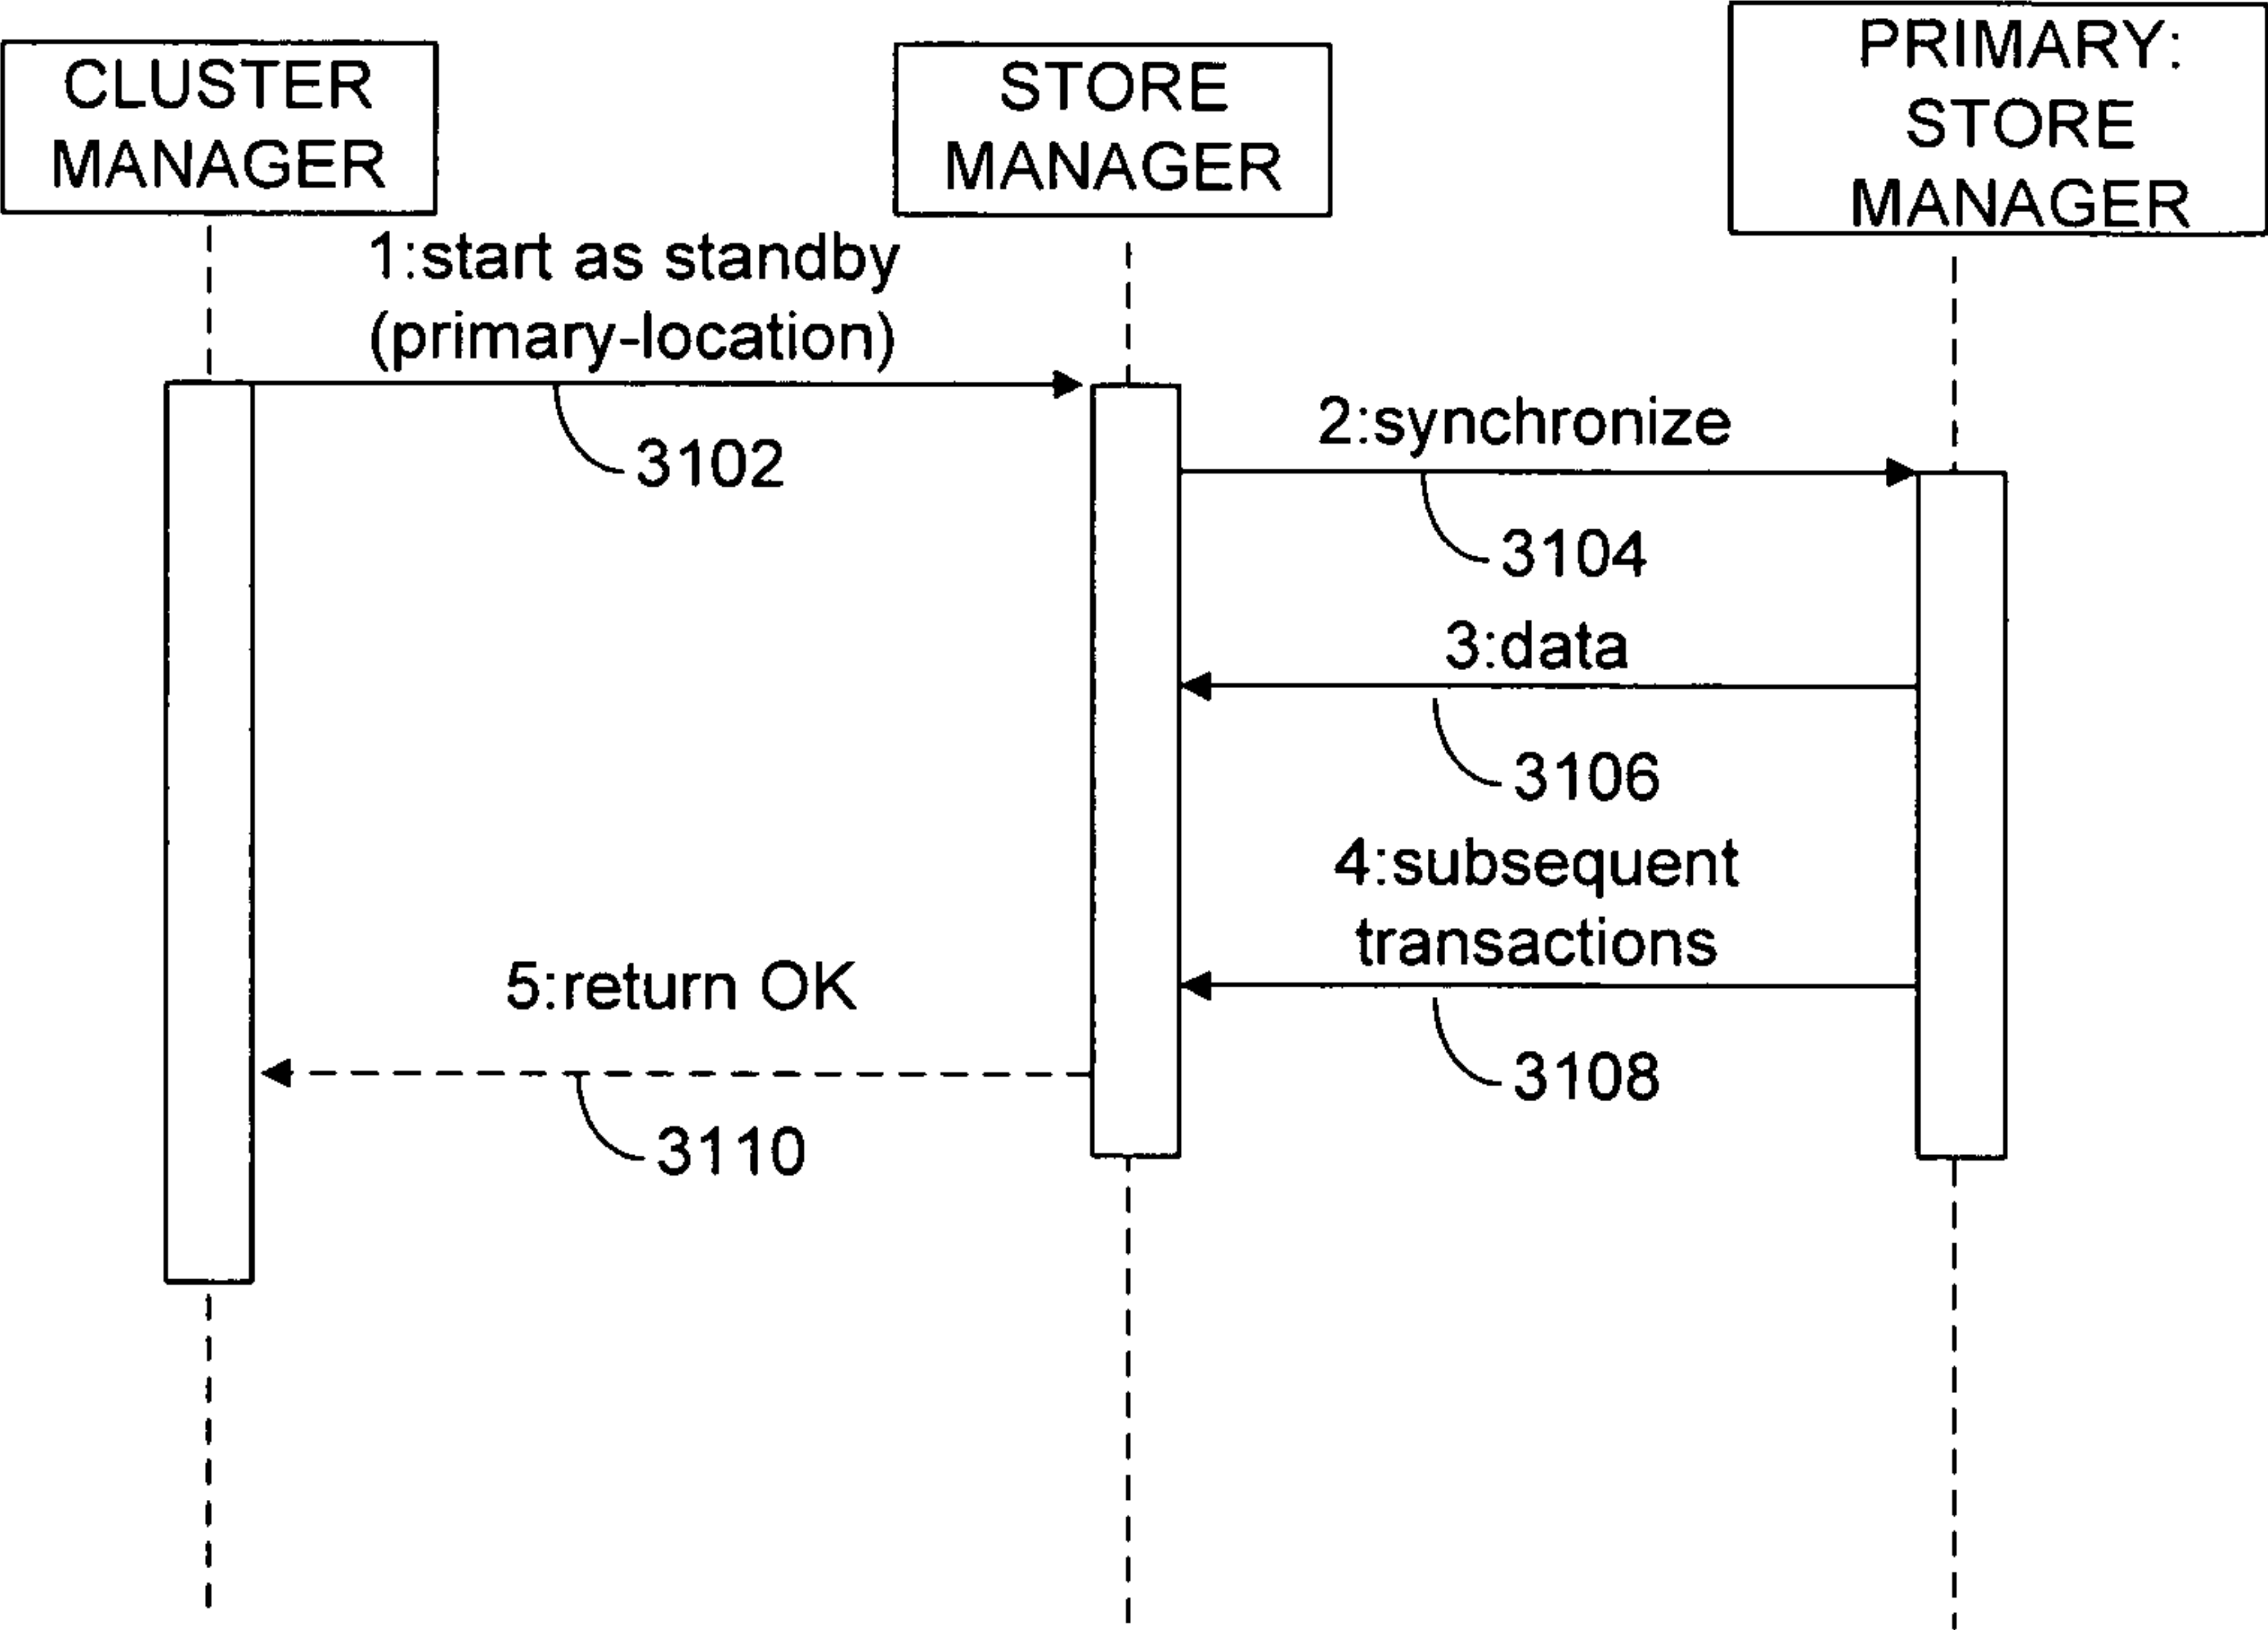 CLUSTER
MANAGER
STORE
MANAGER
PRIMARY:
STORE
MANAGER
1:start as standby
(primary-location)
3102
2:synchronize
3104
3:data
3106
4:subsequent
transactions
3108
5:return OK
3110